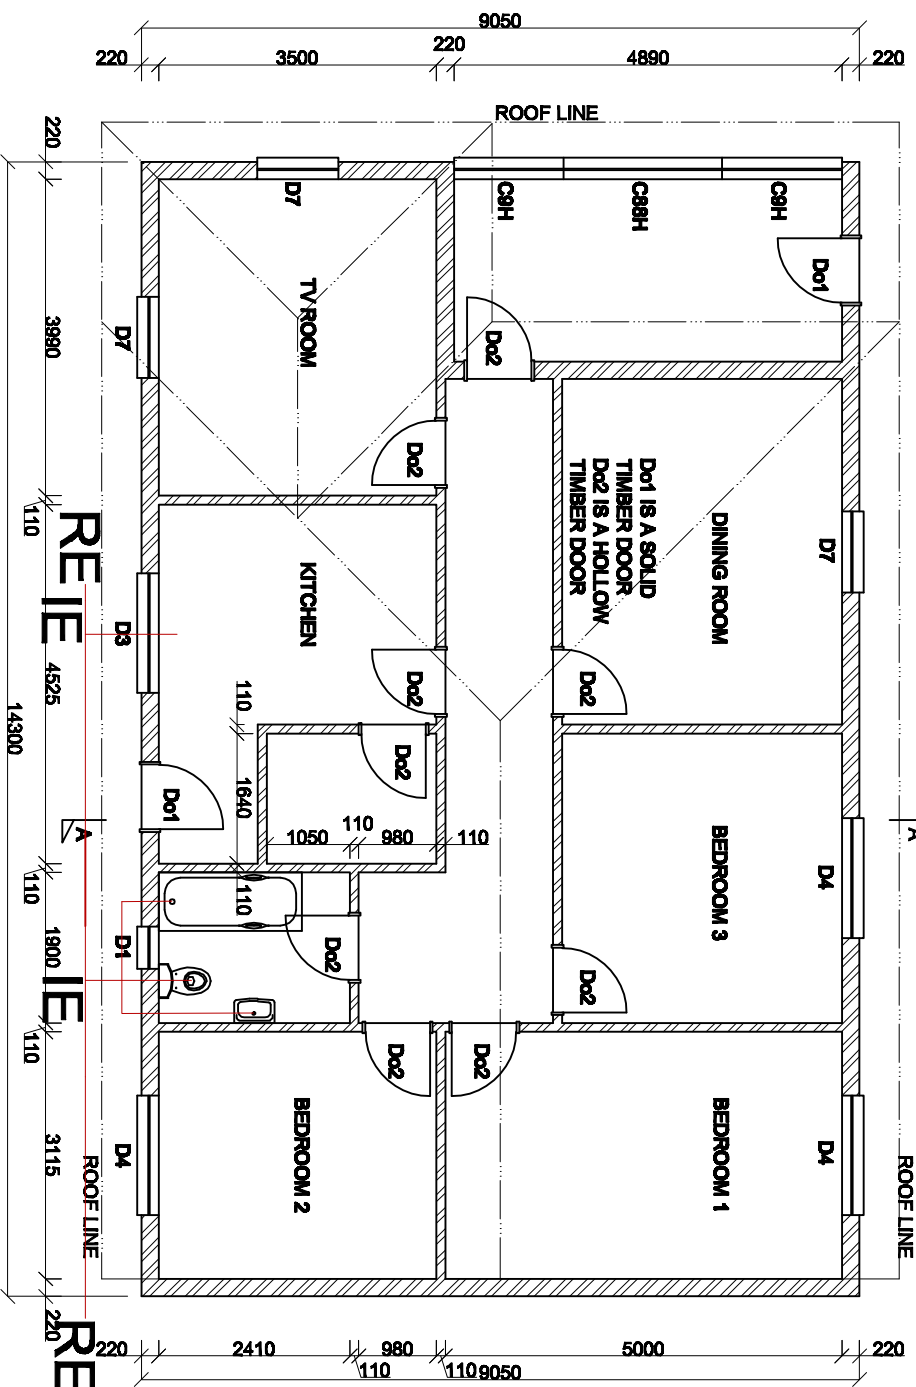 9050
220
3500
220
4890
220
ROOF LINE
220
3990
110
4525
110
1900
110
3115
220
14300
D7
C9H
C88H
C9H
Do1
TV ROOM
D7
Do2
Do2
Do1 IS A SOLID
TIMBER DOOR
Do2 IS A HOLLOW
TIMBER DOOR
DINING ROOM
D7
RE
IE
D3
KITCHEN
Do2
Do2
110
1640
110
Do2
Do1
1050
110
980
110
A
A
BEDROOM 3
D4
Do2
Do2
D1
IE
Do2
Do2
BEDROOM 2
BEDROOM 1
D4
D4
ROOF LINE
ROOF LINE
RE
220
2410
110
980
110
5000
220
9050